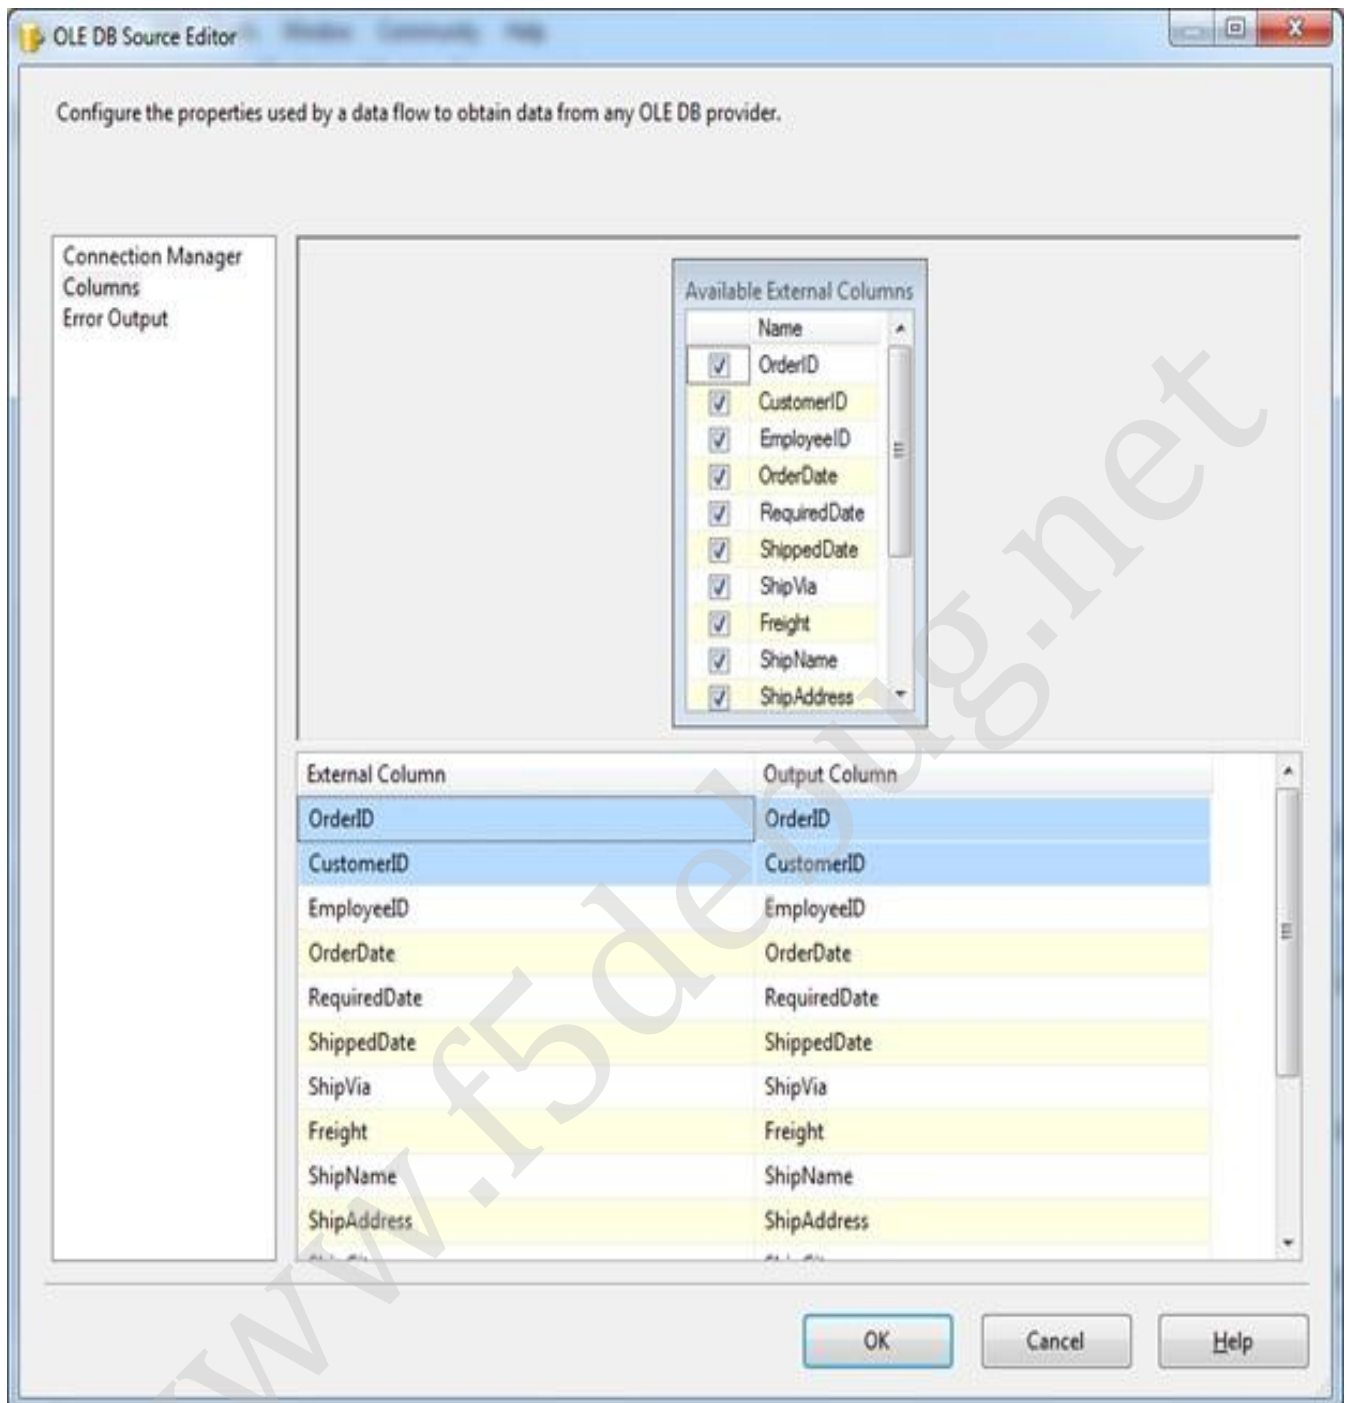 OLE DB Source Editor
Window Community Help
Configure the properties used by a data flow to obtain data from any OLE DB provider.
Connection Manager
Columns
Error Output
Available External Columns
Name
OrderID
CustomerID
EmployeeID
OrderDate
RequiredDate
ShippedDate
ShipVia
Freight
ShipName
ShipAddress
External Column Output Column
OrderID OrderID
CustomerID CustomerID
EmployeeID EmployeeID
OrderDate OrderDate
RequiredDate RequiredDate
ShippedDate ShippedDate
ShipVia ShipVia
Freight Freight
ShipName ShipName
ShipAddress ShipAddress
OK Cancel Help
www.f5debug.net